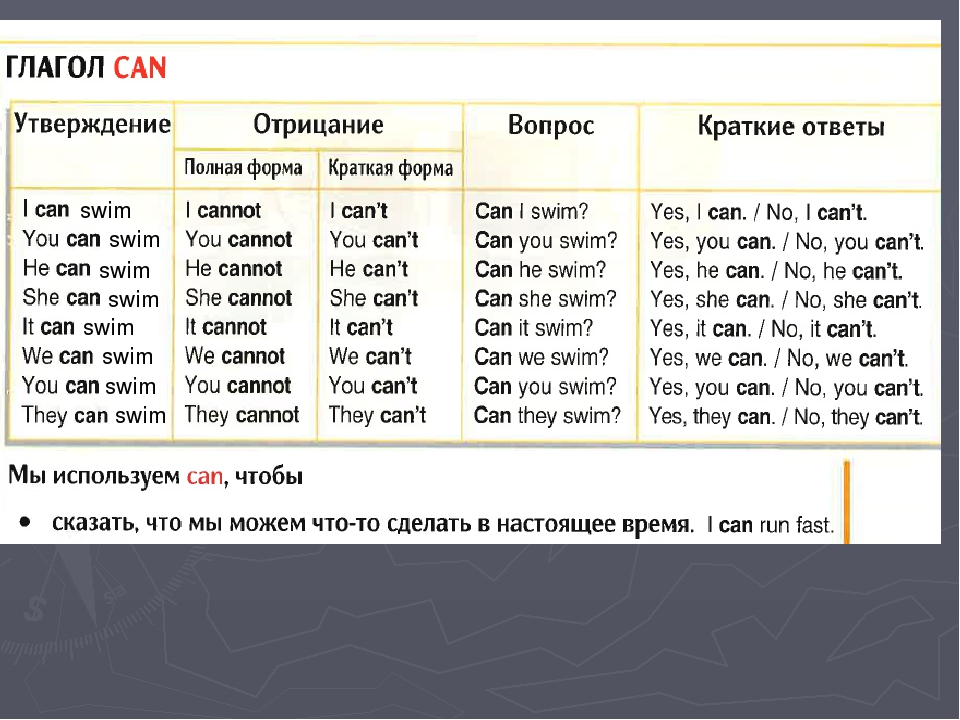 ГЛАГОЛ CAN
Утверждение Отрицание Вопрос Краткие ответы
Полная форма Краткая форма
I can swim I cannot I can't Can I swim? Yes, I can. / No, I can't.
You can swim You cannot You can't Can you swim? Yes, you can. / No, you can't.
He can swim He cannot He can't Can he swim? Yes, he can. / No, he can't.
She can swim She cannot She can't Can she swim? Yes, she can. / No, she can't.
It can swim It cannot It can't Can it swim? Yes, it can. / No, it can't.
We can swim We cannot We can't Can we swim? Yes, we can. / No, we can't.
You can swim You cannot You can't Can you swim? Yes, you can. / No, you can't.
They can swim They cannot They can't Can they swim? Yes, they can. / No, they can't.
Мы используем can, чтобы
• сказать, что мы можем что-то сделать в настоящее время. I can run fast.
S Sa